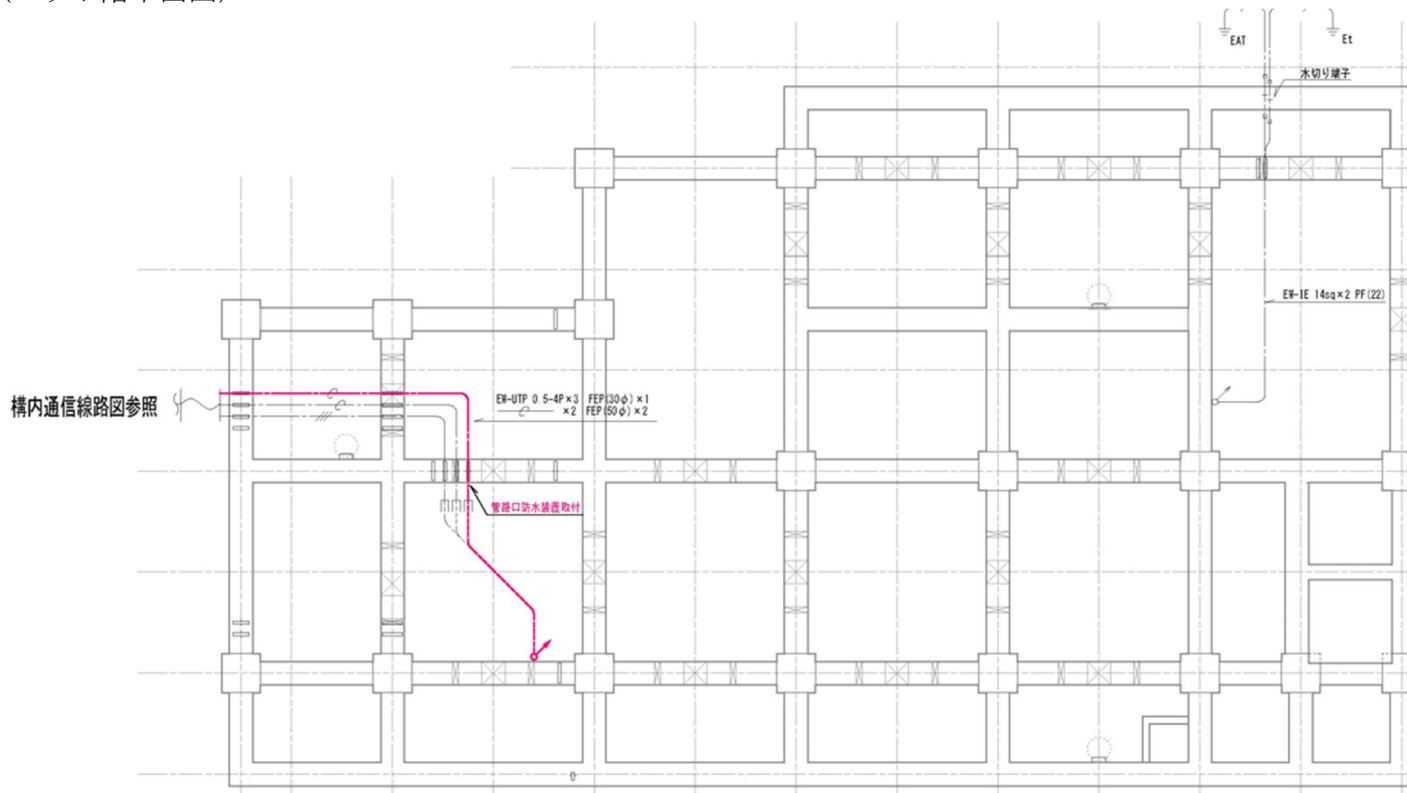 EAT
Et
水切り端子
EM-IE 14sq×2 PF(22)
構内通信線路図参照
EM-UTP 0.5-4P×3 FEP(30φ)×1
×2 FEP(50φ)×2
管路口防水装置取付